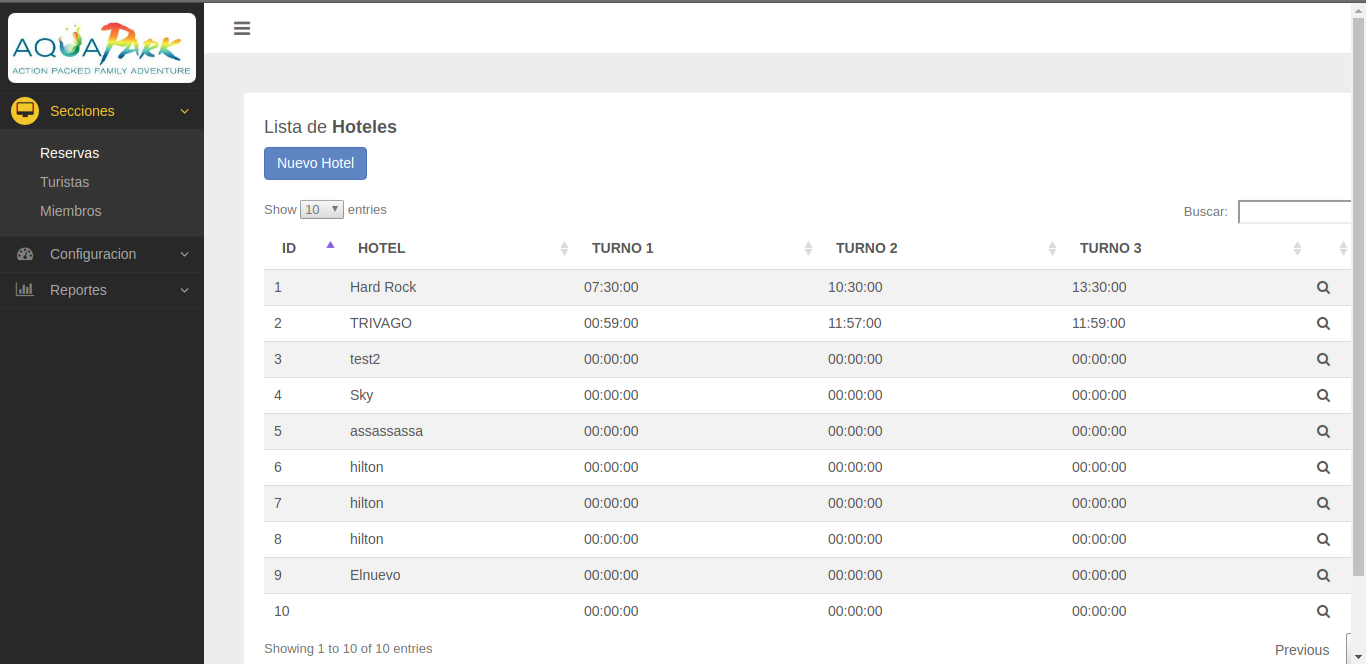 AQUAPARK
ACTION PACKED FAMILY ADVENTURE
Secciones
Reservas
Turistas
Miembros
Configuracion
Reportes
Lista de Hoteles
Nuevo Hotel
Show 10 entries
Buscar:
ID HOTEL TURNO 1 TURNO 2 TURNO 3
1 Hard Rock 07:30:00 10:30:00 13:30:00
2 TRIVAGO 00:59:00 11:57:00 11:59:00
3 test2 00:00:00 00:00:00 00:00:00
4 Sky 00:00:00 00:00:00 00:00:00
5 assassassa 00:00:00 00:00:00 00:00:00
6 hilton 00:00:00 00:00:00 00:00:00
7 hilton 00:00:00 00:00:00 00:00:00
8 hilton 00:00:00 00:00:00 00:00:00
9 Elnuevo 00:00:00 00:00:00 00:00:00
10 00:00:00 00:00:00 00:00:00
Showing 1 to 10 of 10 entries
Previous